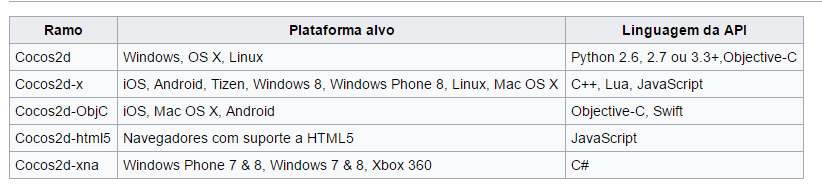 Ramo Plataforma alvo Linguagem da API
Cocos2d Windows, OS X, Linux Python 2.6, 2.7 ou 3.3+,Objective-C
Cocos2d-x iOS, Android, Tizen, Windows 8, Windows Phone 8, Linux, Mac OS X C++, Lua, JavaScript
Cocos2d-ObjC iOS, Mac OS X, Android Objective-C, Swift
Cocos2d-html5 Navegadores com suporte a HTML5 JavaScript
Cocos2d-xna Windows Phone 7 & 8, Windows 7 & 8, Xbox 360 C#